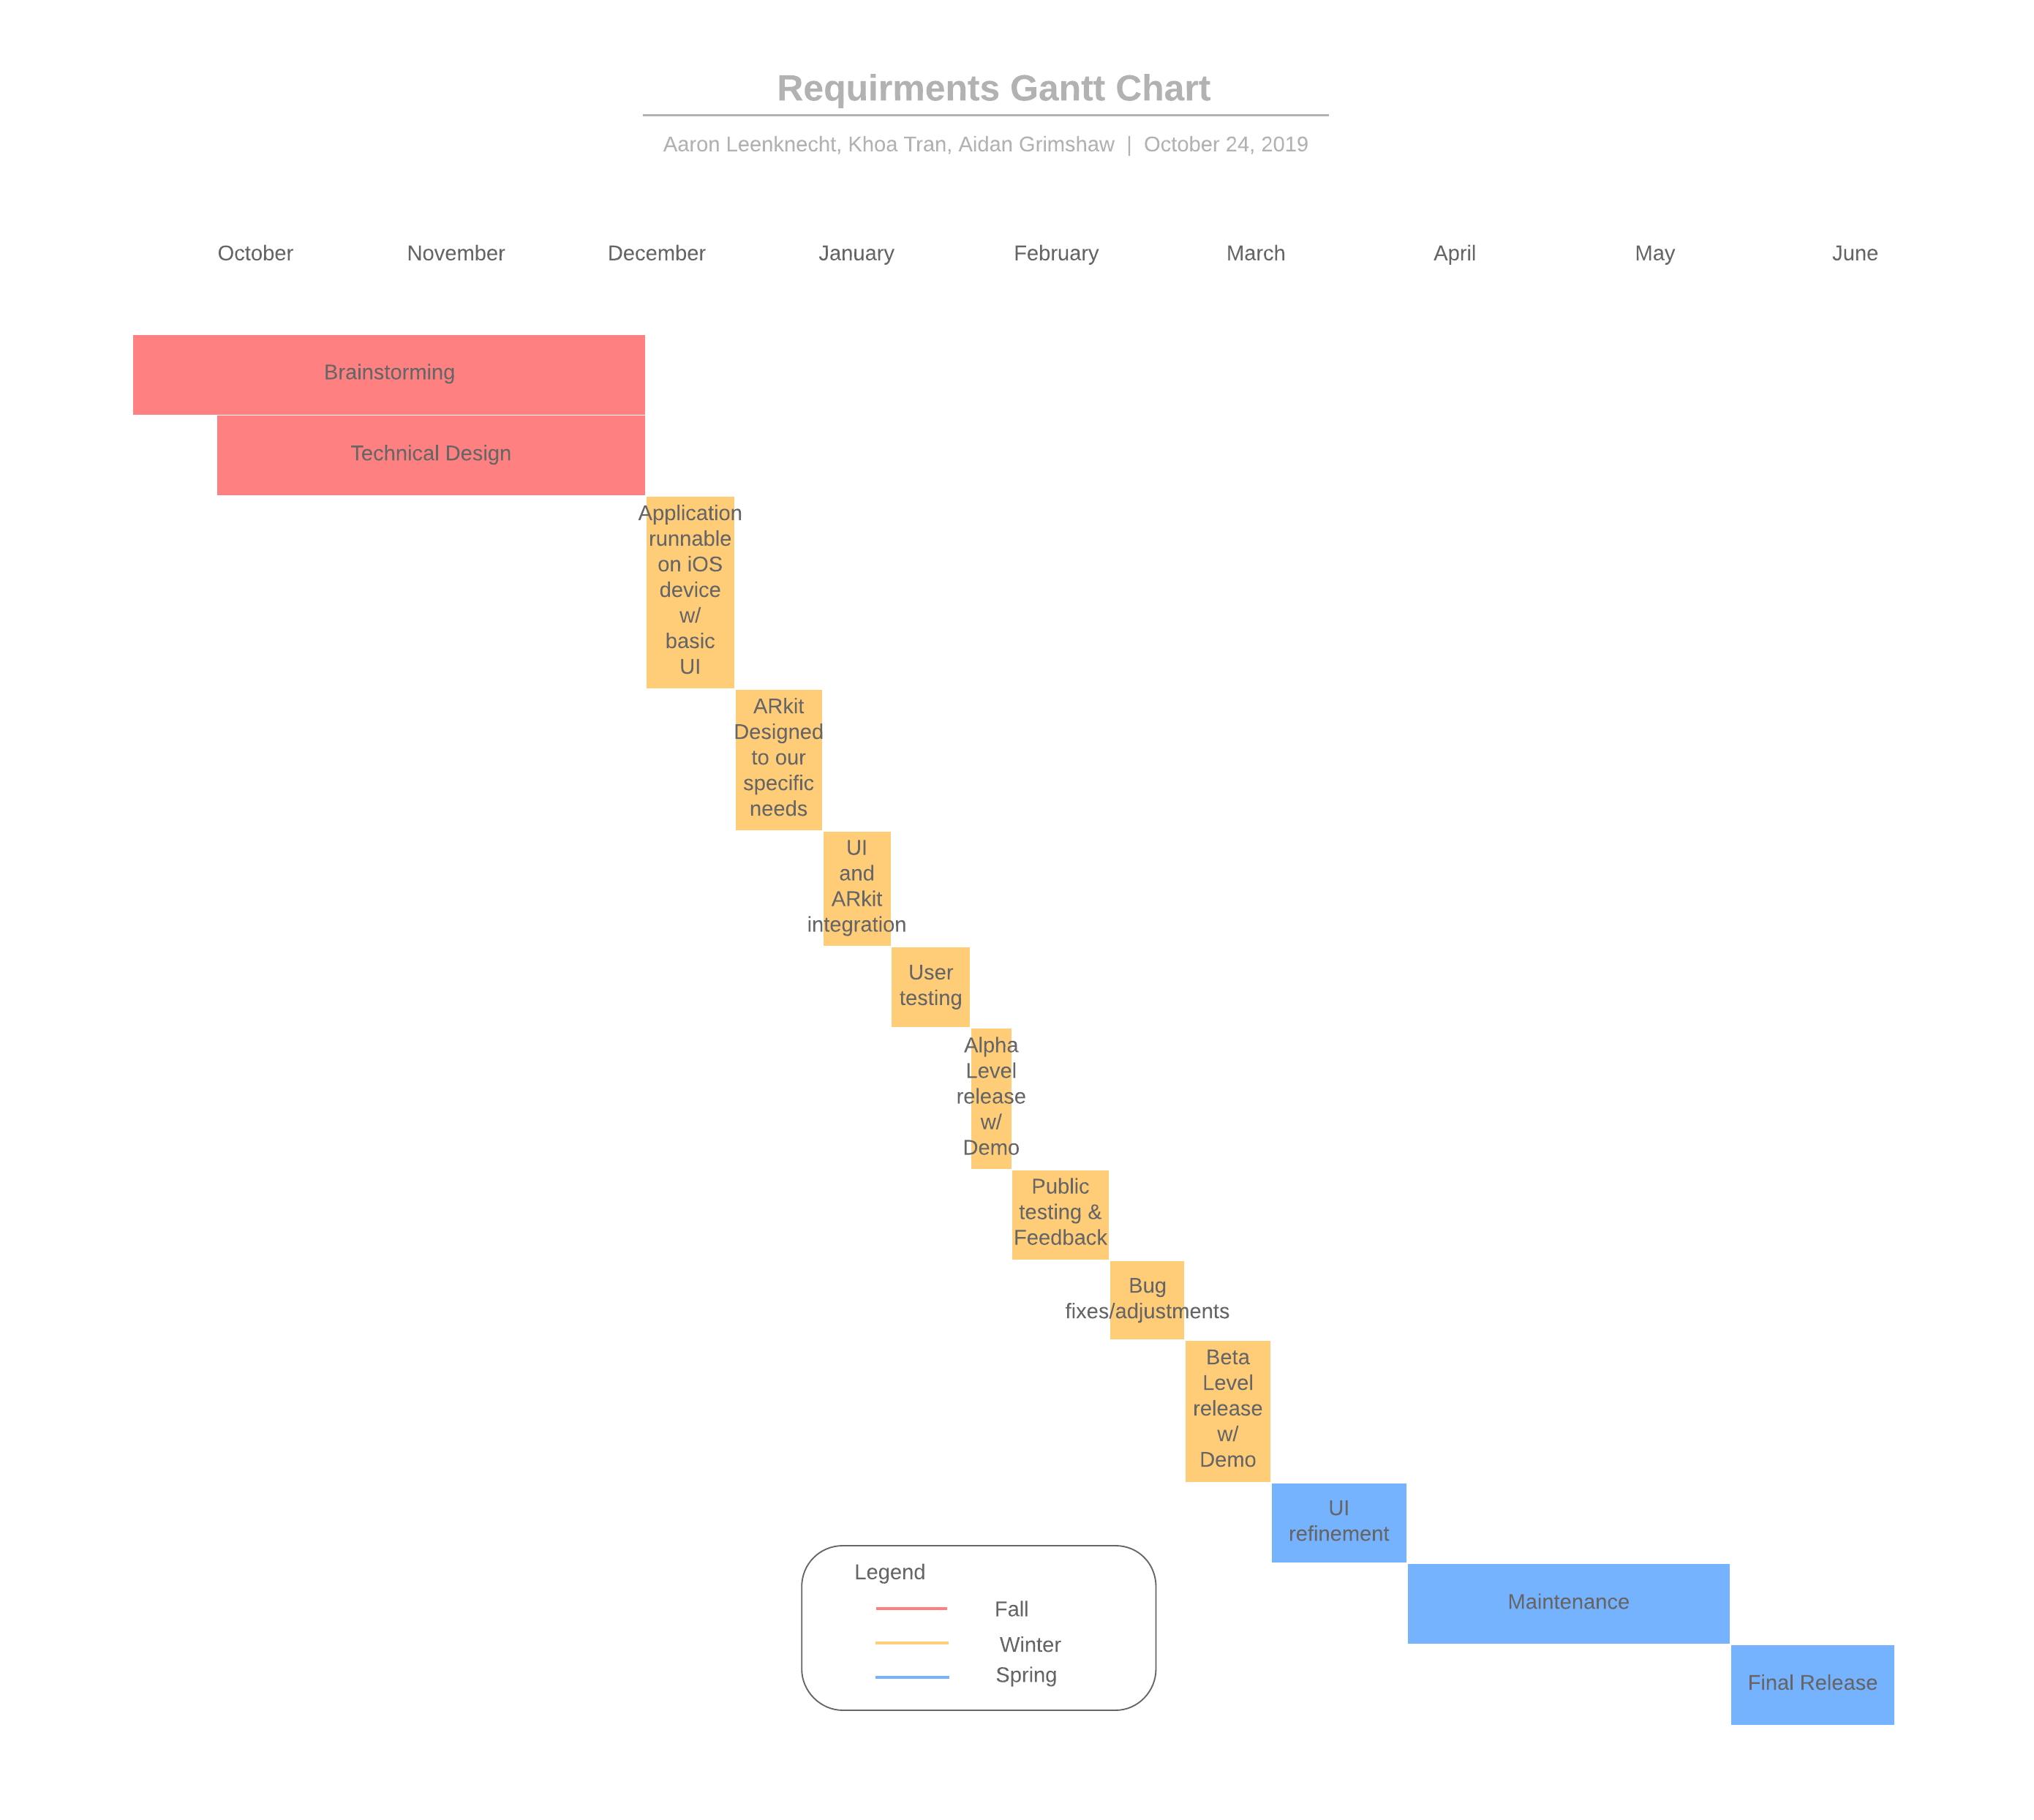 Requirments Gantt Chart
Aaron Leenknecht, Khoa Tran, Aidan Grimshaw | October 24, 2019
October November December January February March April May June
Brainstorming
Technical Design
Application
runnable
on iOS
device
w/
basic
UI
ARkit
Designed
to our
specific
needs
UI
and
ARkit
integration
User
testing
Alpha
Level
release
w/
Demo
Public
testing &
Feedback
Bug
fixes/adjustments
Beta
Level
release
w/
Demo
UI
refinement
Maintenance
Final Release
Legend
Fall
Winter
Spring